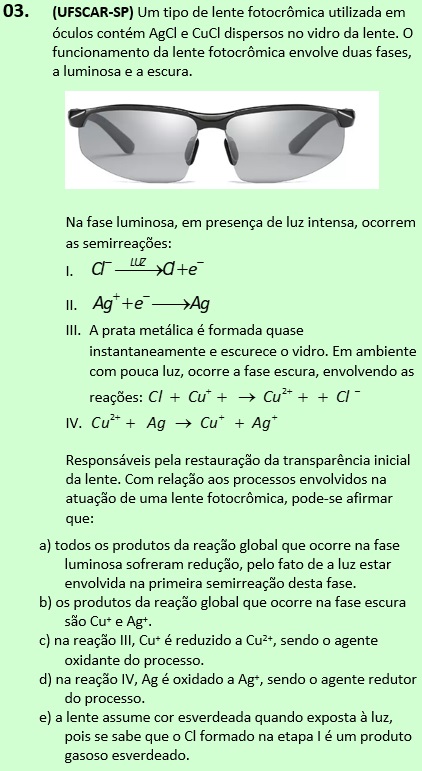 03. (UFSCAR-SP) Um tipo de lente fotocrômica utilizada em
óculos contém AgCl e CuCl dispersos no vidro da lente. O
funcionamento da lente fotocrômica envolve duas fases,
a luminosa e a escura.
Na fase luminosa, em presença de luz intensa, ocorrem
as semirreações:
I. Cl⁻ —LUZ→ Cl+e⁻
II. Ag⁺+e⁻ ⟶Ag
III. A prata metálica é formada quase
instantaneamente e escurece o vidro. Em ambiente
com pouca luz, ocorre a fase escura, envolvendo as
reações: Cl + Cu⁺ + → Cu²⁺ + + Cl ⁻
IV. Cu²⁺ + Ag → Cu⁺ + Ag⁺
Responsáveis pela restauração da transparência inicial
da lente. Com relação aos processos envolvidos na
atuação de uma lente fotocrômica, pode-se afirmar
que:
a) todos os produtos da reação global que ocorre na fase
luminosa sofreram redução, pelo fato de a luz estar
envolvida na primeira semirreação desta fase.
b) os produtos da reação global que ocorre na fase escura
são Cu⁺ e Ag⁺.
c) na reação III, Cu⁺ é reduzido a Cu²⁺, sendo o agente
oxidante do processo.
d) na reação IV, Ag é oxidado a Ag⁺, sendo o agente redutor
do processo.
e) a lente assume cor esverdeada quando exposta à luz,
pois se sabe que o Cl formado na etapa I é um produto
gasoso esverdeado.